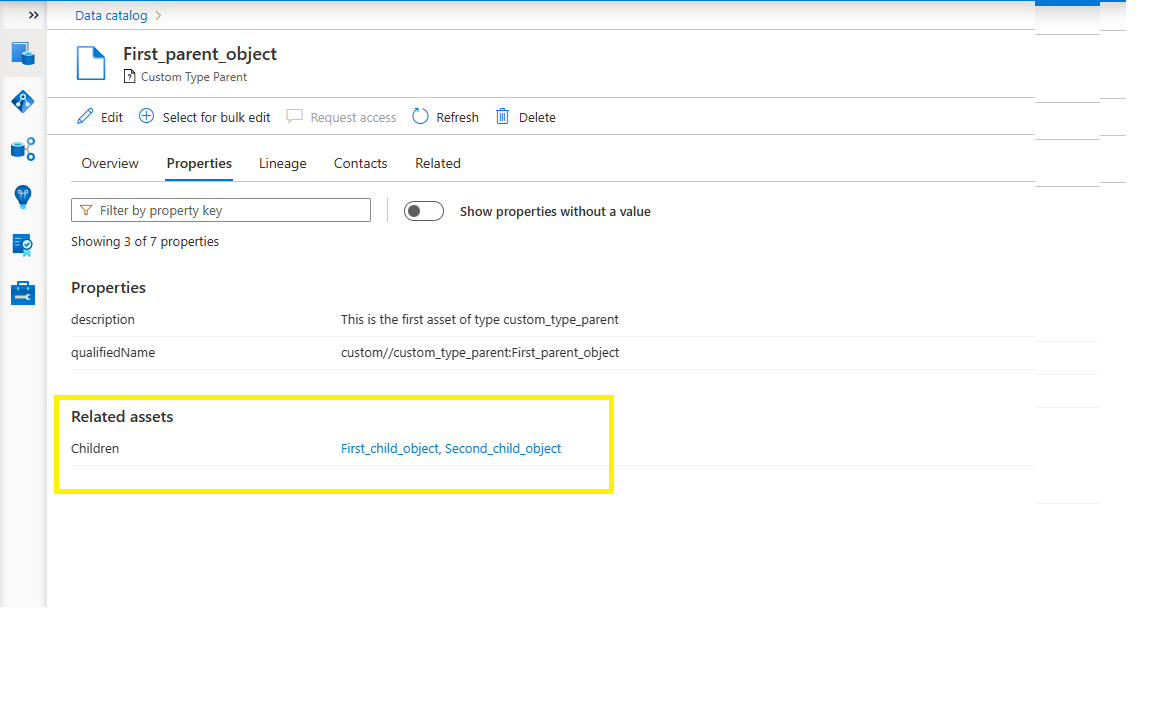 Data catalog >
First_parent_object
Custom Type Parent
Edit Select for bulk edit Request access Refresh Delete
Overview Properties Lineage Contacts Related
Filter by property key Show properties without a value
Showing 3 of 7 properties
Properties
description This is the first asset of type custom_type_parent
qualifiedName custom//custom_type_parent:First_parent_object
Related assets
Children First_child_object, Second_child_object